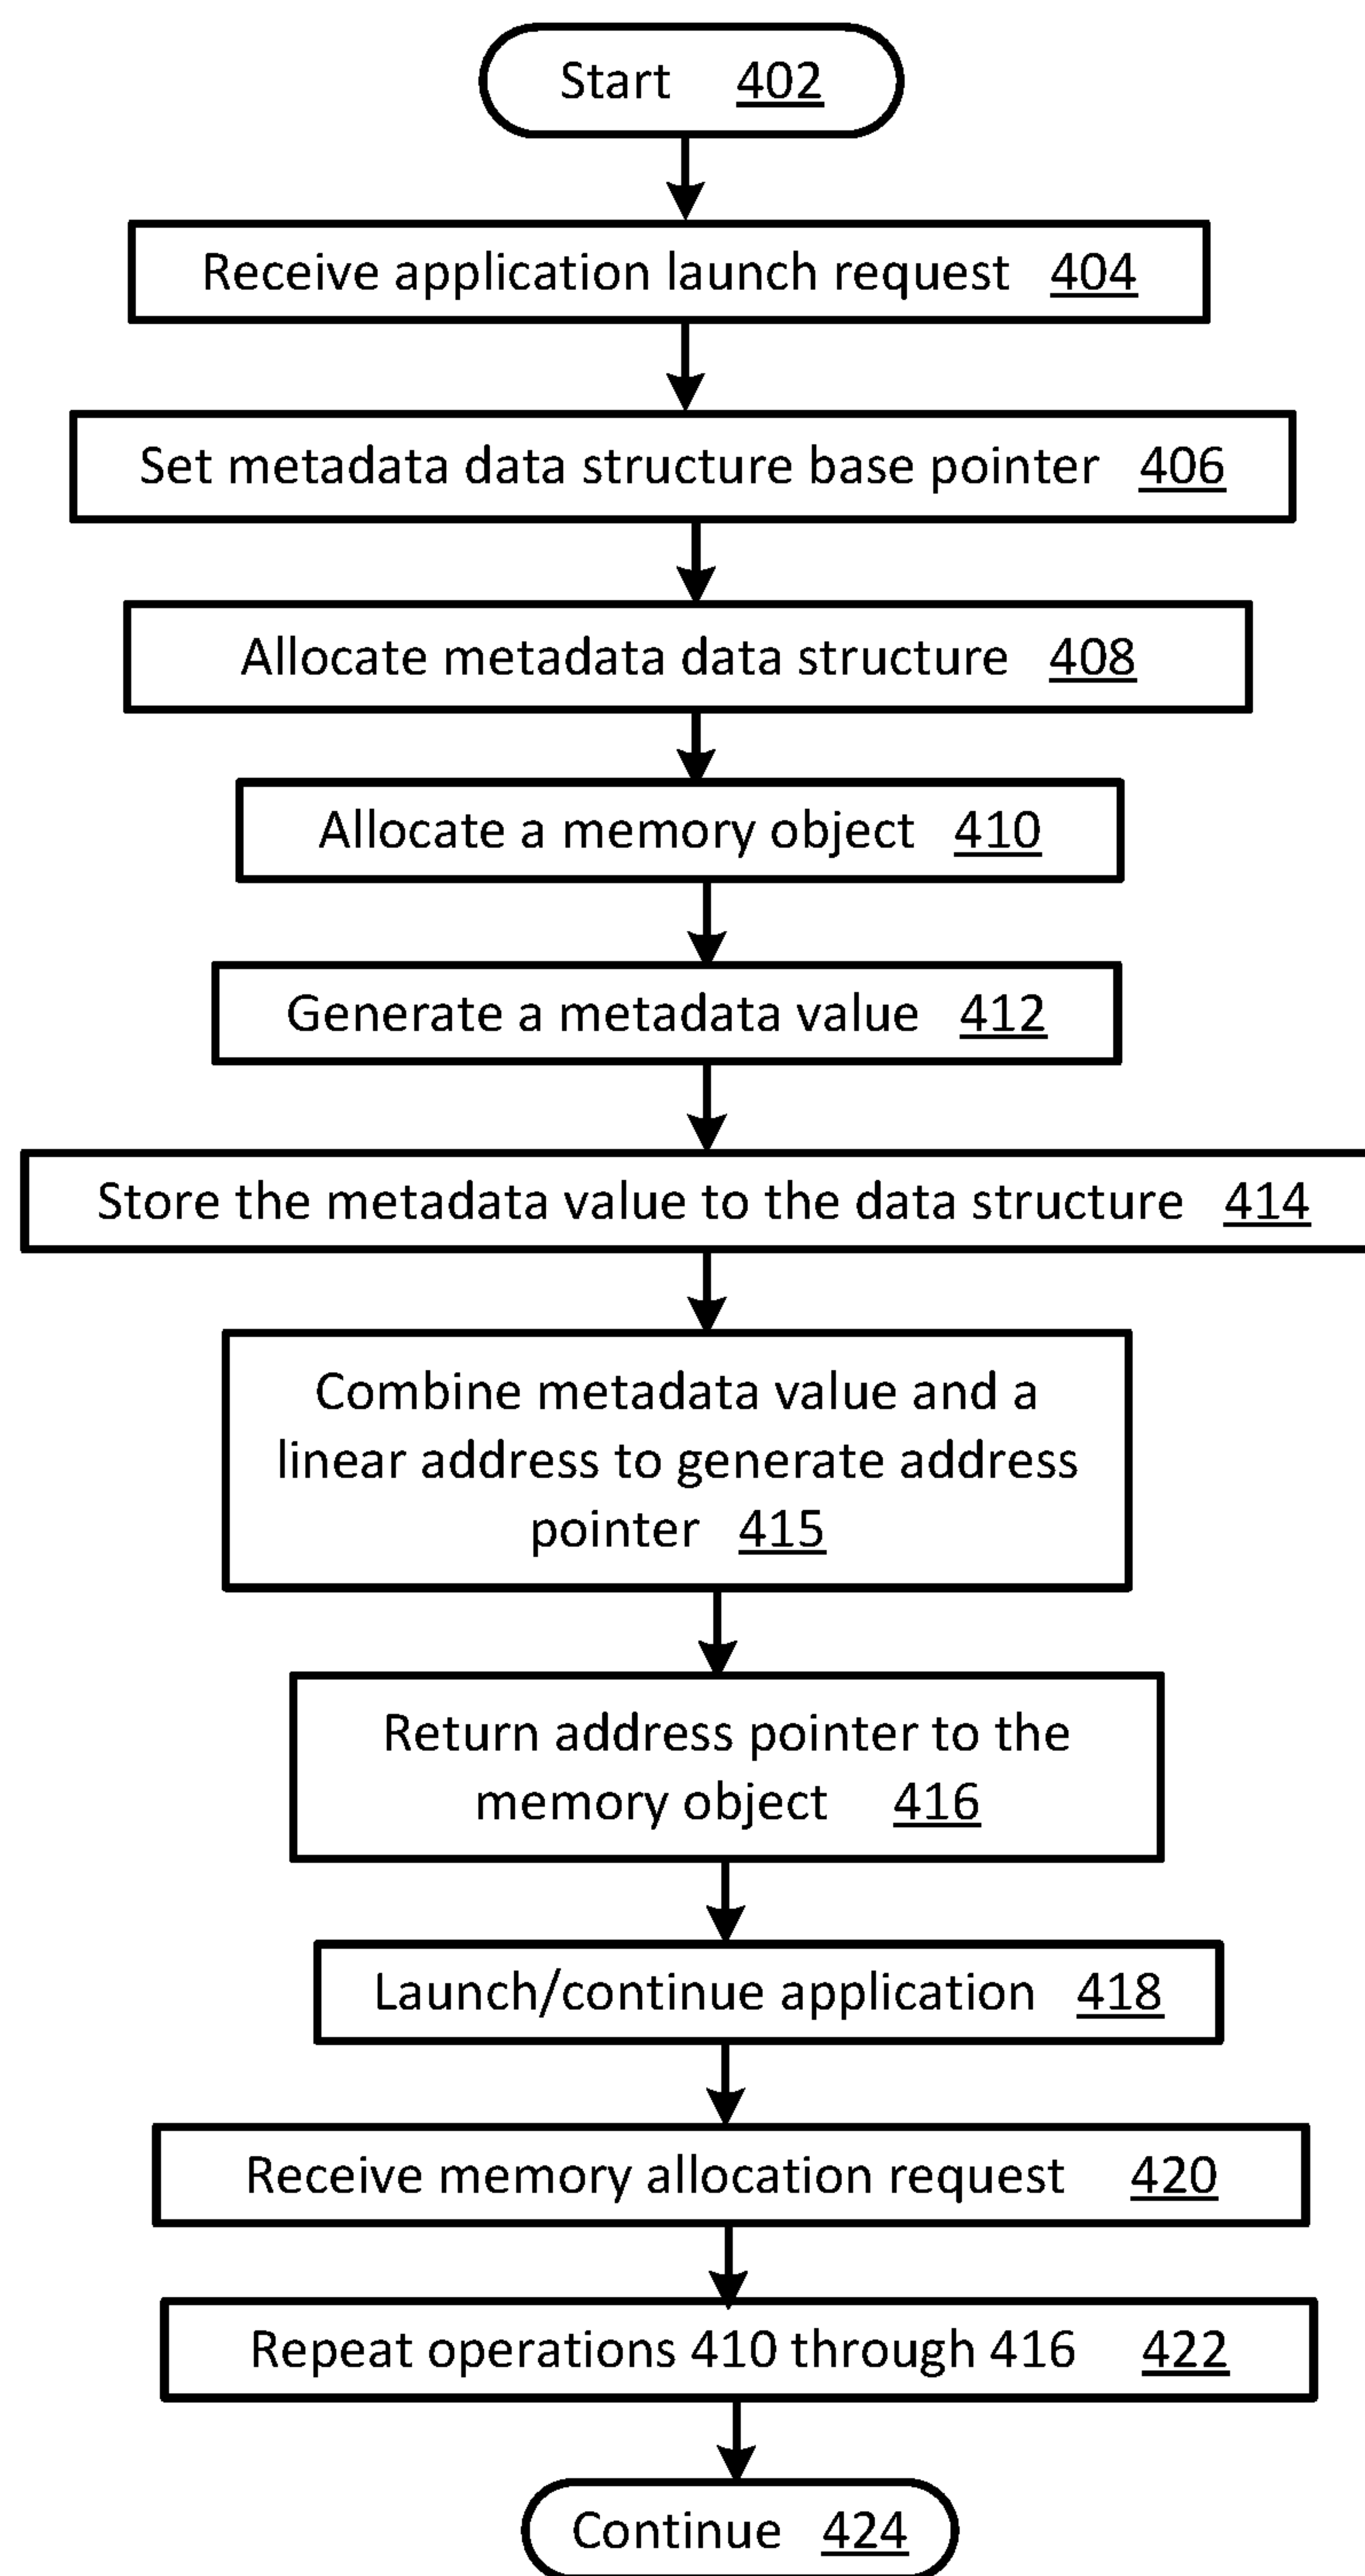 Start 402
Receive application launch request 404
Set metadata data structure base pointer 406
Allocate metadata data structure 408
Allocate a memory object 410
Generate a metadata value 412
Store the metadata value to the data structure 414
Combine metadata value and a
linear address to generate address
pointer 415
Return address pointer to the
memory object 416
Launch/continue application 418
Receive memory allocation request 420
Repeat operations 410 through 416 422
Continue 424